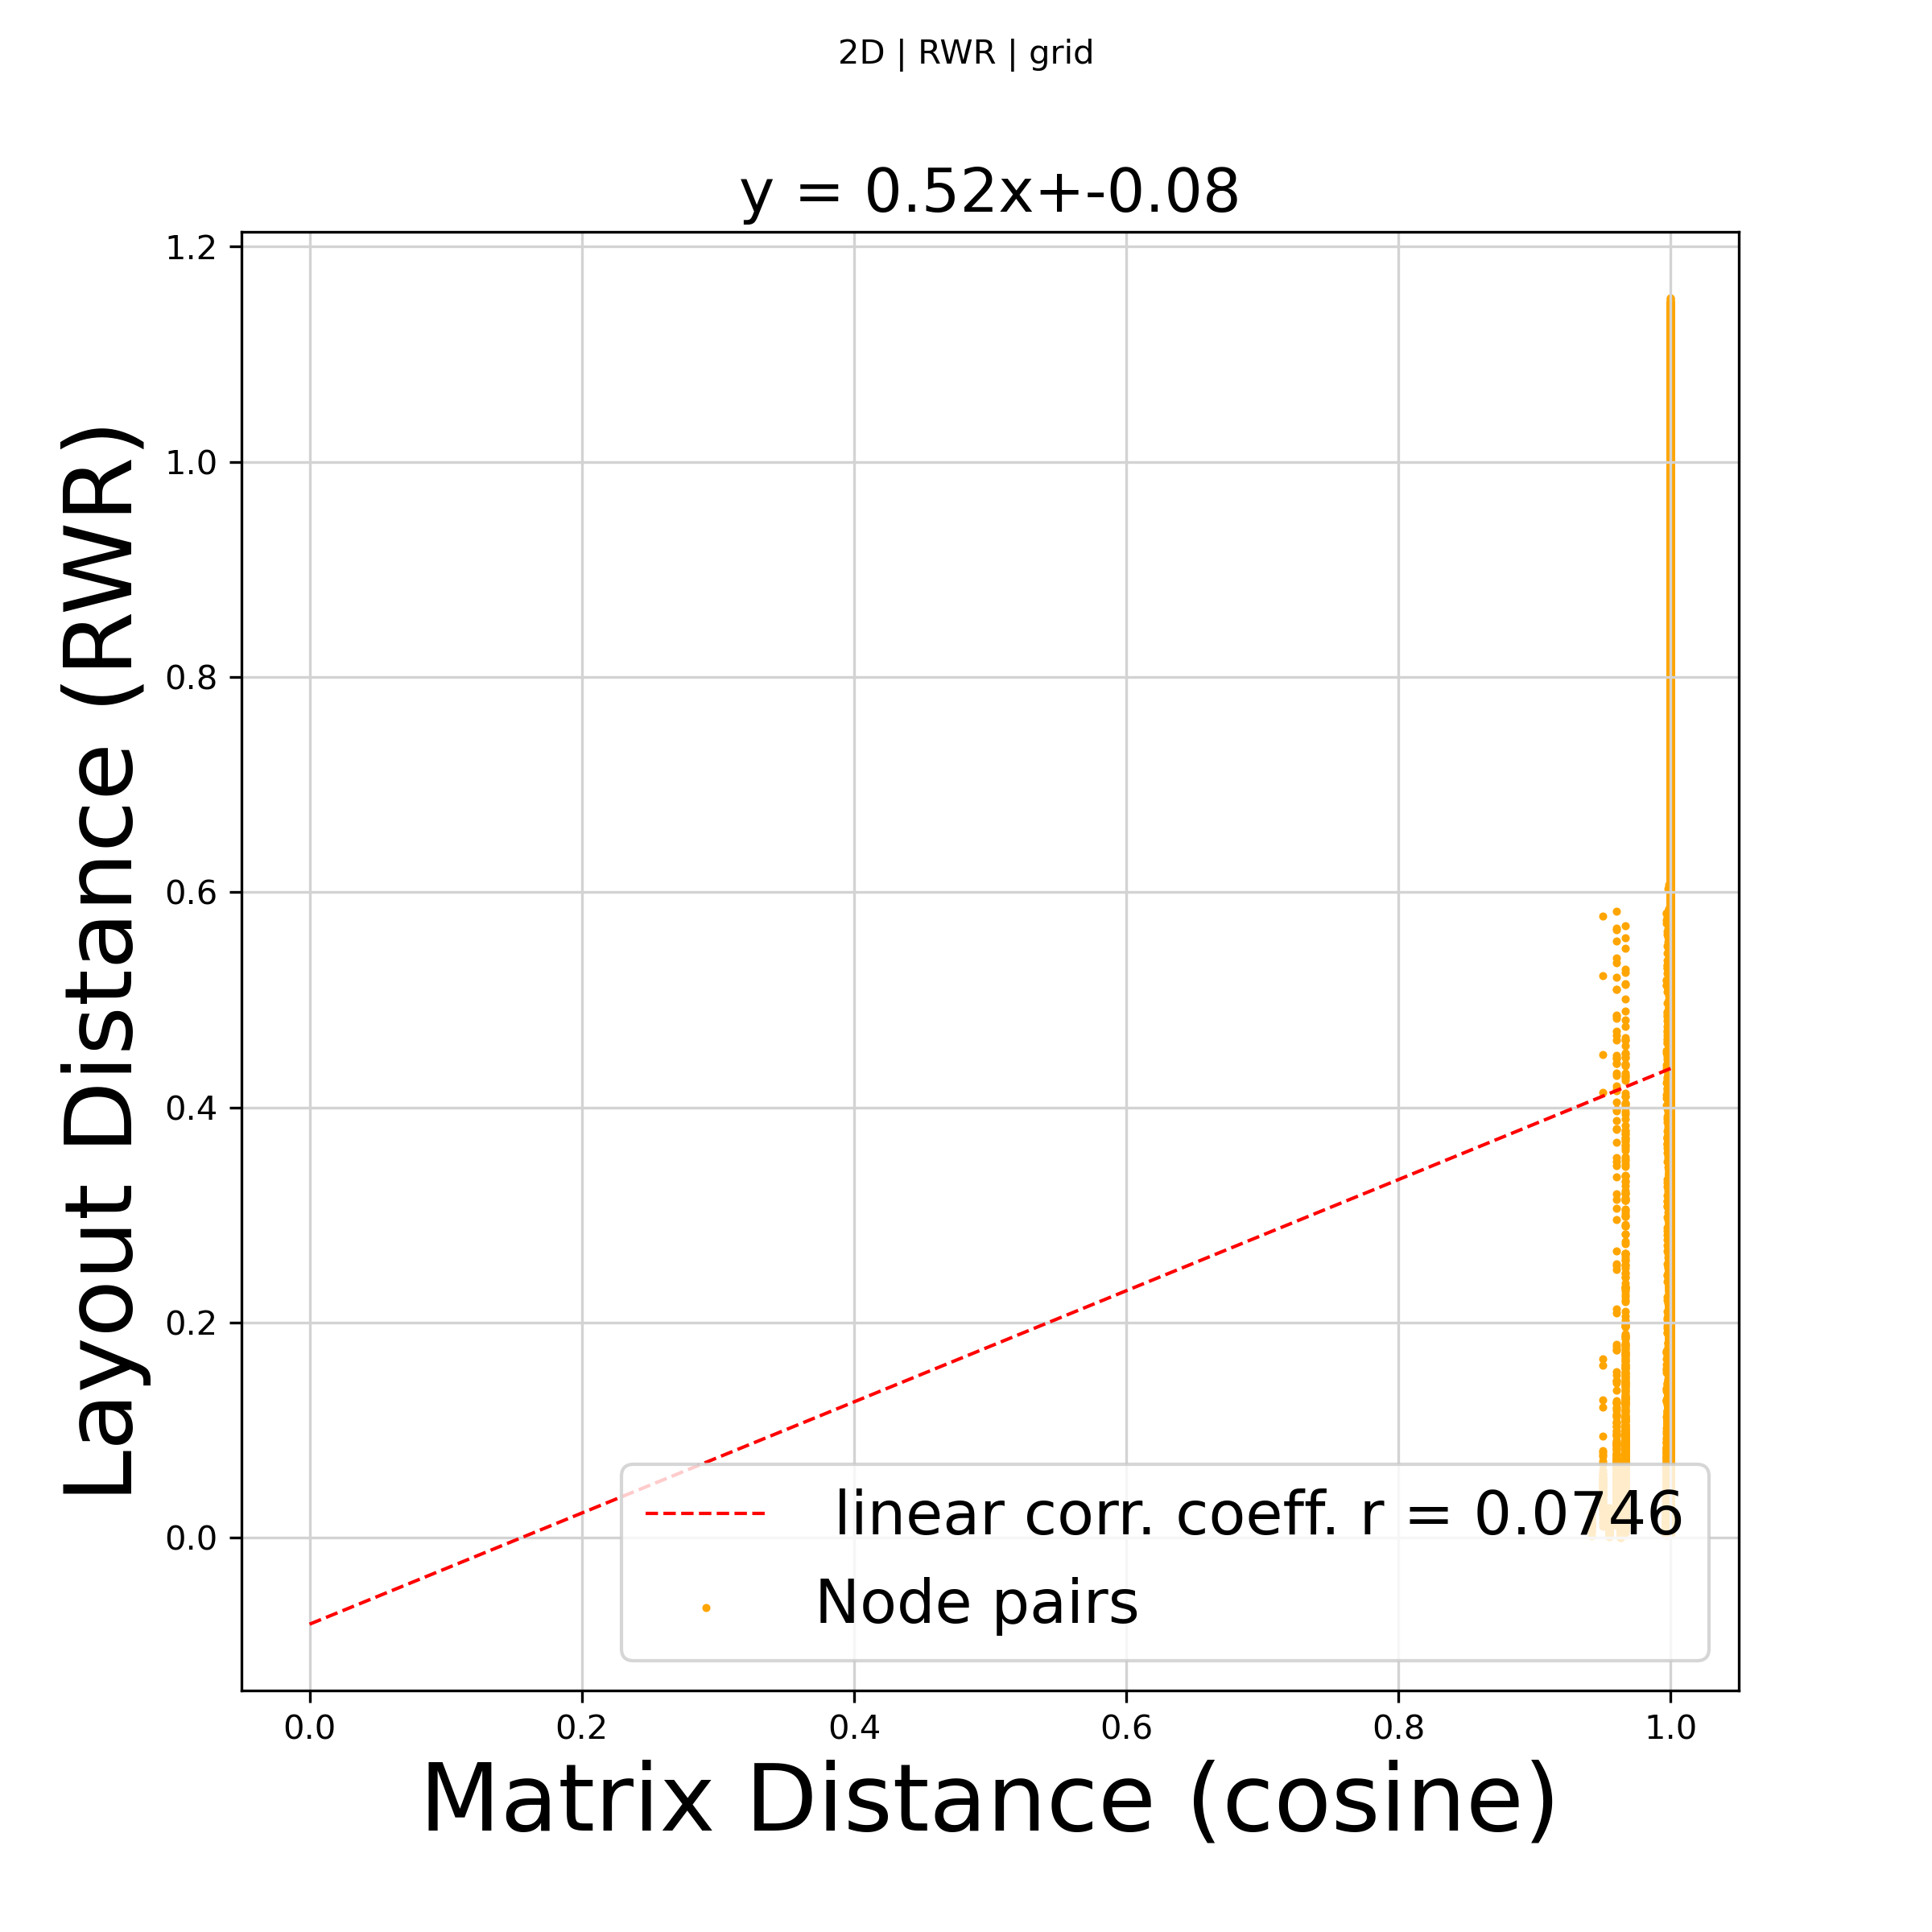 2D | RWR | grid
y = 0.52x+-0.08
Layout Distance (RWR)
1.2
1.0
0.8
0.6
0.4
0.2
0.0
linear corr. coeff. r = 0.0746
Node pairs
0.0 0.2 0.4 0.6 0.8 1.0
Matrix Distance (cosine)